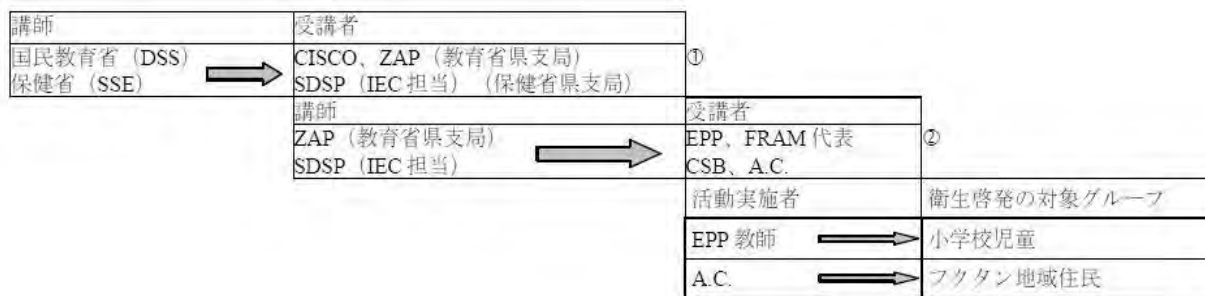 講師 受講者
国民教育省（DSS） CISCO、ZAP（教育省県支局） ①
保健省（SSE） SDSP（IEC 担当）（保健省県支局）
講師 受講者
ZAP（教育省県支局） EPP、FRAM 代表 ②
SDSP（IEC 担当） CSB、A.C.
活動実施者 衛生啓発の対象グループ
EPP 教師 小学校児童
A.C. フクタン地域住民